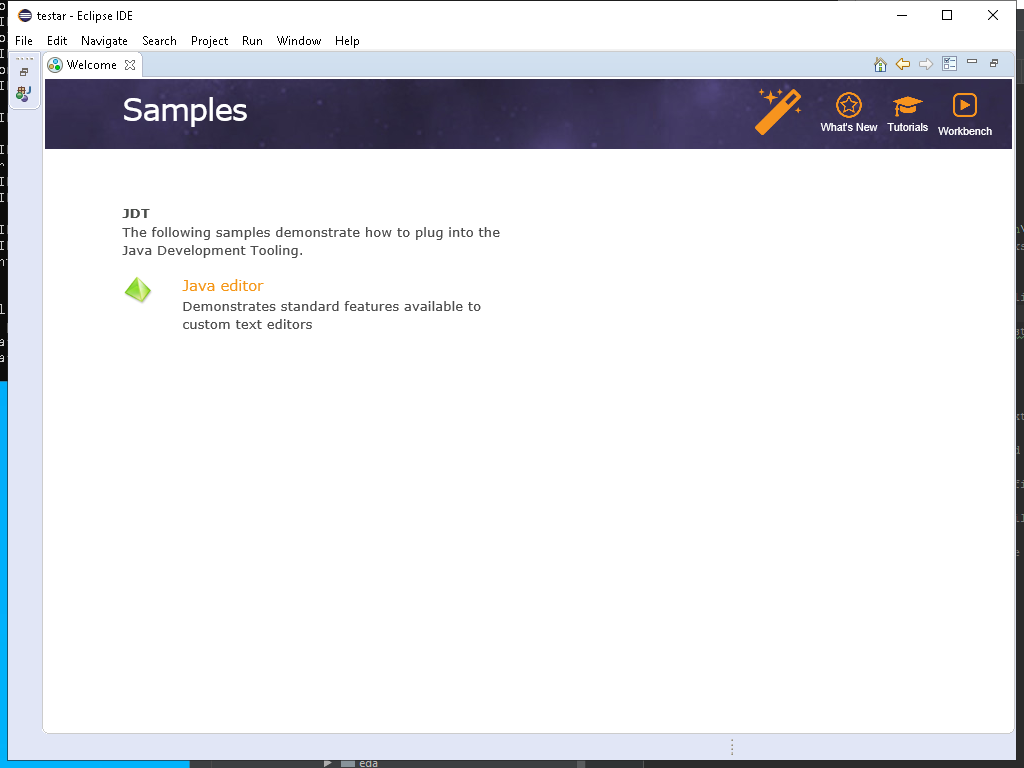 testar - Eclipse IDE
File Edit Navigate Search Project Run Window Help
Welcome
Samples
What's New Tutorials Workbench
JDT
The following samples demonstrate how to plug into the
Java Development Tooling.
Java editor
Demonstrates standard features available to
custom text editors
eda